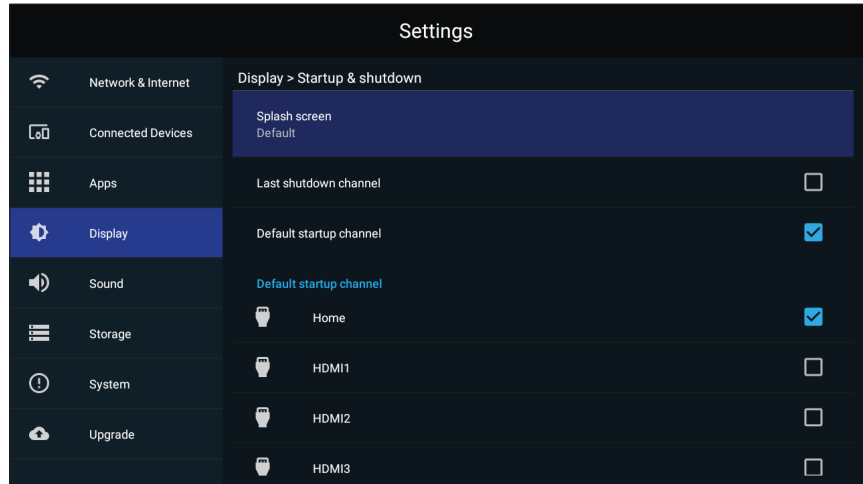 Settings
Network & Internet
Connected Devices
Apps
Display
Sound
Storage
System
Upgrade
Display > Startup & shutdown
Splash screen
Default
Last shutdown channel
Default startup channel
Default startup channel
Home
HDMI1
HDMI2
HDMI3